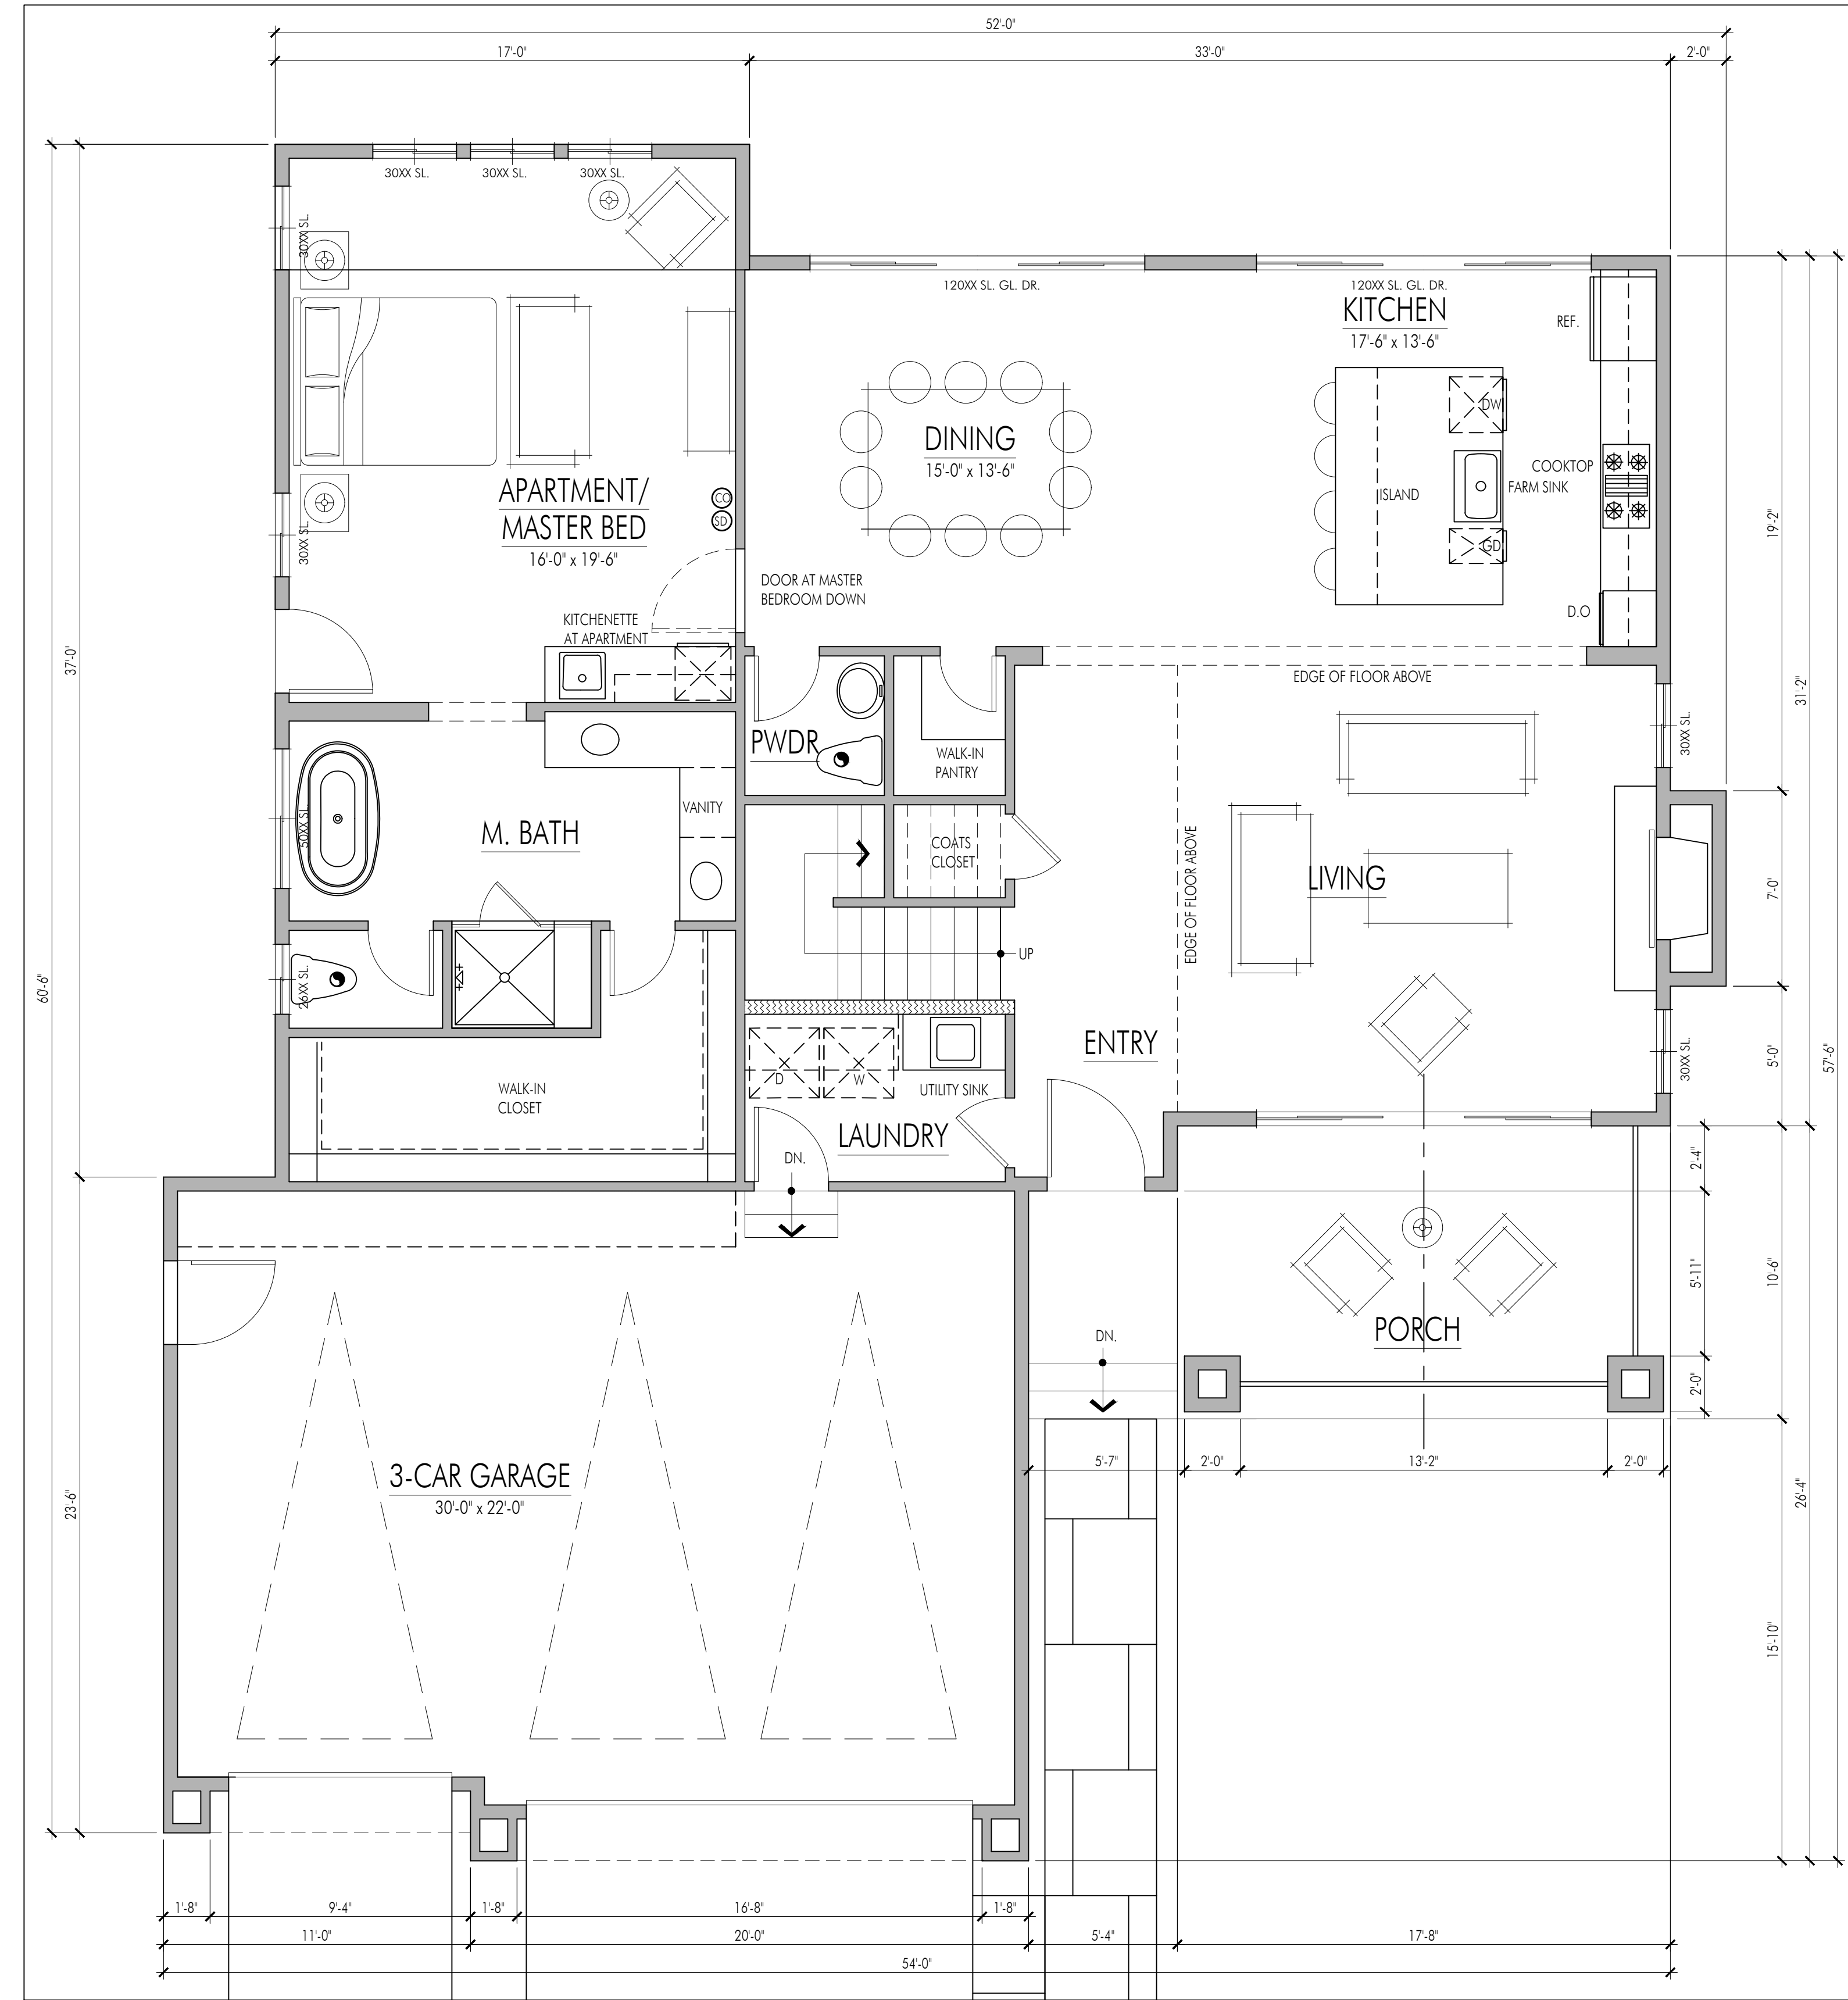 52'-0"
17'-0"
33'-0"
2'-0"
30XX SL.
30XX SL.
30XX SL.
30XX SL.
120XX SL. GL. DR.
120XX SL. GL. DR.
KITCHEN
17'-6" x 13'-6"
REF.
DW
DINING
15'-0" x 13'-6"
COOKTOP
FARM SINK
ISLAND
GD
D.O
APARTMENT/
MASTER BED
16'-0" x 19'-6"
CO
SD
30XX SL.
DOOR AT MASTER
BEDROOM DOWN
KITCHENETTE
AT APARTMENT
EDGE OF FLOOR ABOVE
PWDR
WALK-IN
PANTRY
30XX SL.
VANITY
50XX SL.
M. BATH
COATS
CLOSET
EDGE OF FLOOR ABOVE
LIVING
UP
26XX SL.
ENTRY
30XX SL.
D
W
UTILITY SINK
WALK-IN
CLOSET
LAUNDRY
DN.
PORCH
DN.
3-CAR GARAGE
30'-0" x 22'-0"
60'-6"
37'-0"
23'-6"
19'-2"
31'-2"
7'-0"
5'-0"
57'-6"
2'-4"
5'-11"
10'-6"
2'-0"
26'-4"
15'-10"
5'-7"
2'-0"
13'-2"
2'-0"
1'-8"
9'-4"
1'-8"
16'-8"
1'-8"
11'-0"
20'-0"
5'-4"
17'-8"
54'-0"